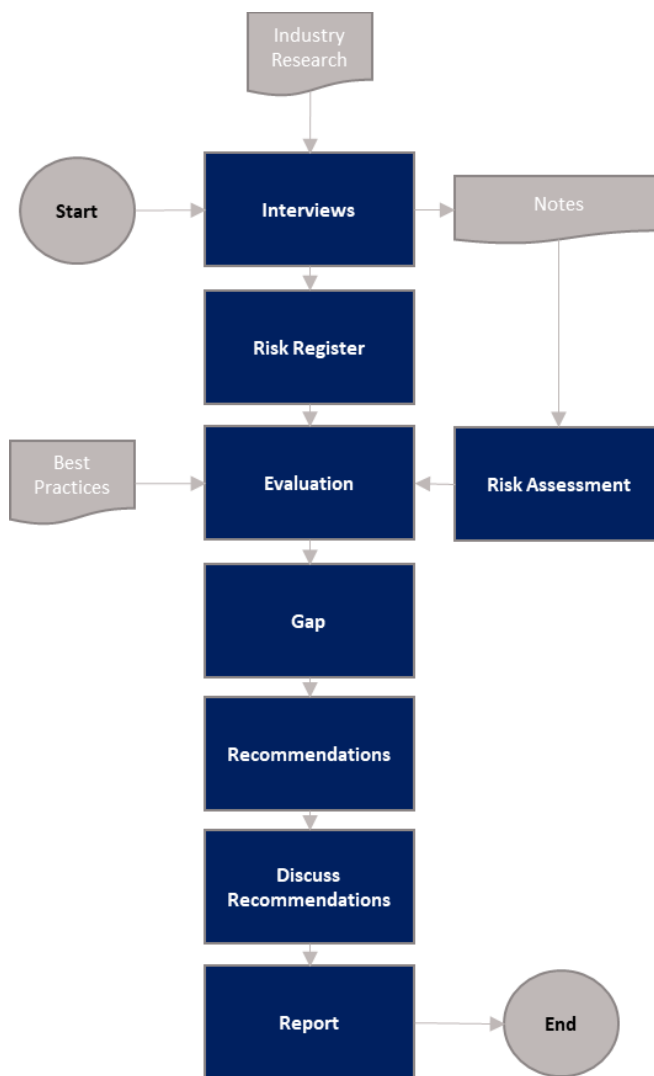 Industry
Research
Start
Interviews
Notes
Risk Register
Best
Practices
Evaluation
Risk Assessment
Gap
Recommendations
Discuss
Recommendations
Report
End